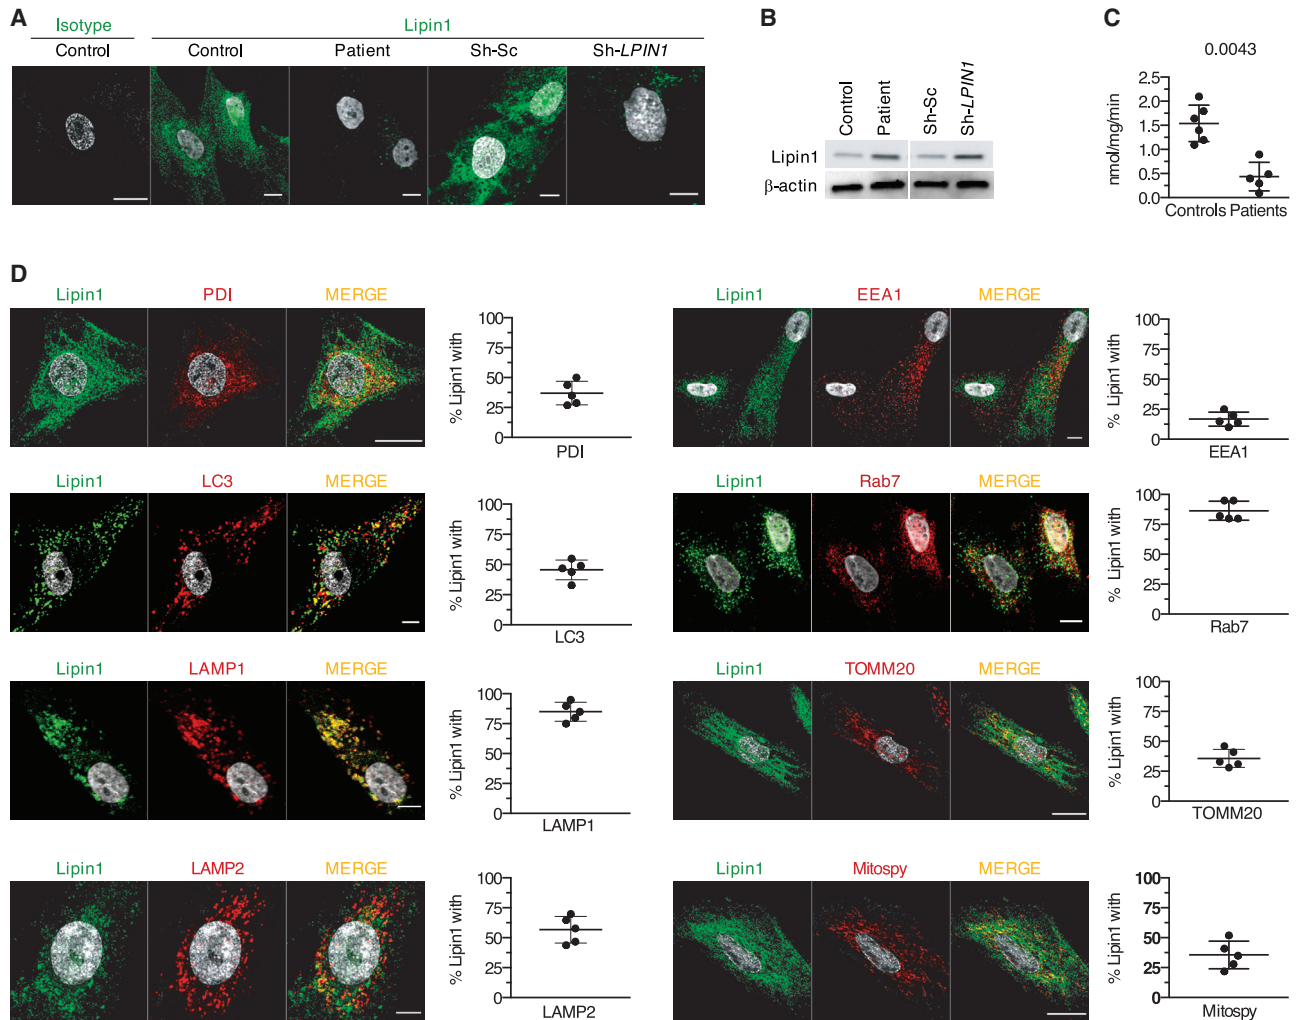 A
Isotype
Lipin1
Control
Control
Patient
Sh-Sc
Sh-LPIN1
B
Control
Patient
Sh-Sc
Sh-LPIN1
Lipin1
β-actin
C
0.0043
nmol/mg/min
2.5
2.0
1.5
1.0
0.5
0.0
Controls Patients
D
Lipin1
PDI
MERGE
% Lipin1 with
100
75
50
25
0
PDI
Lipin1
EEA1
MERGE
% Lipin1 with
100
75
50
25
0
EEA1
Lipin1
LC3
MERGE
% Lipin1 with
100
75
50
25
0
LC3
Lipin1
Rab7
MERGE
% Lipin1 with
100
75
50
25
0
Rab7
Lipin1
LAMP1
MERGE
% Lipin1 with
100
75
50
25
0
LAMP1
Lipin1
TOMM20
MERGE
% Lipin1 with
100
75
50
25
0
TOMM20
Lipin1
LAMP2
MERGE
% Lipin1 with
100
75
50
25
0
LAMP2
Lipin1
Mitospy
MERGE
% Lipin1 with
100
75
50
25
0
Mitospy